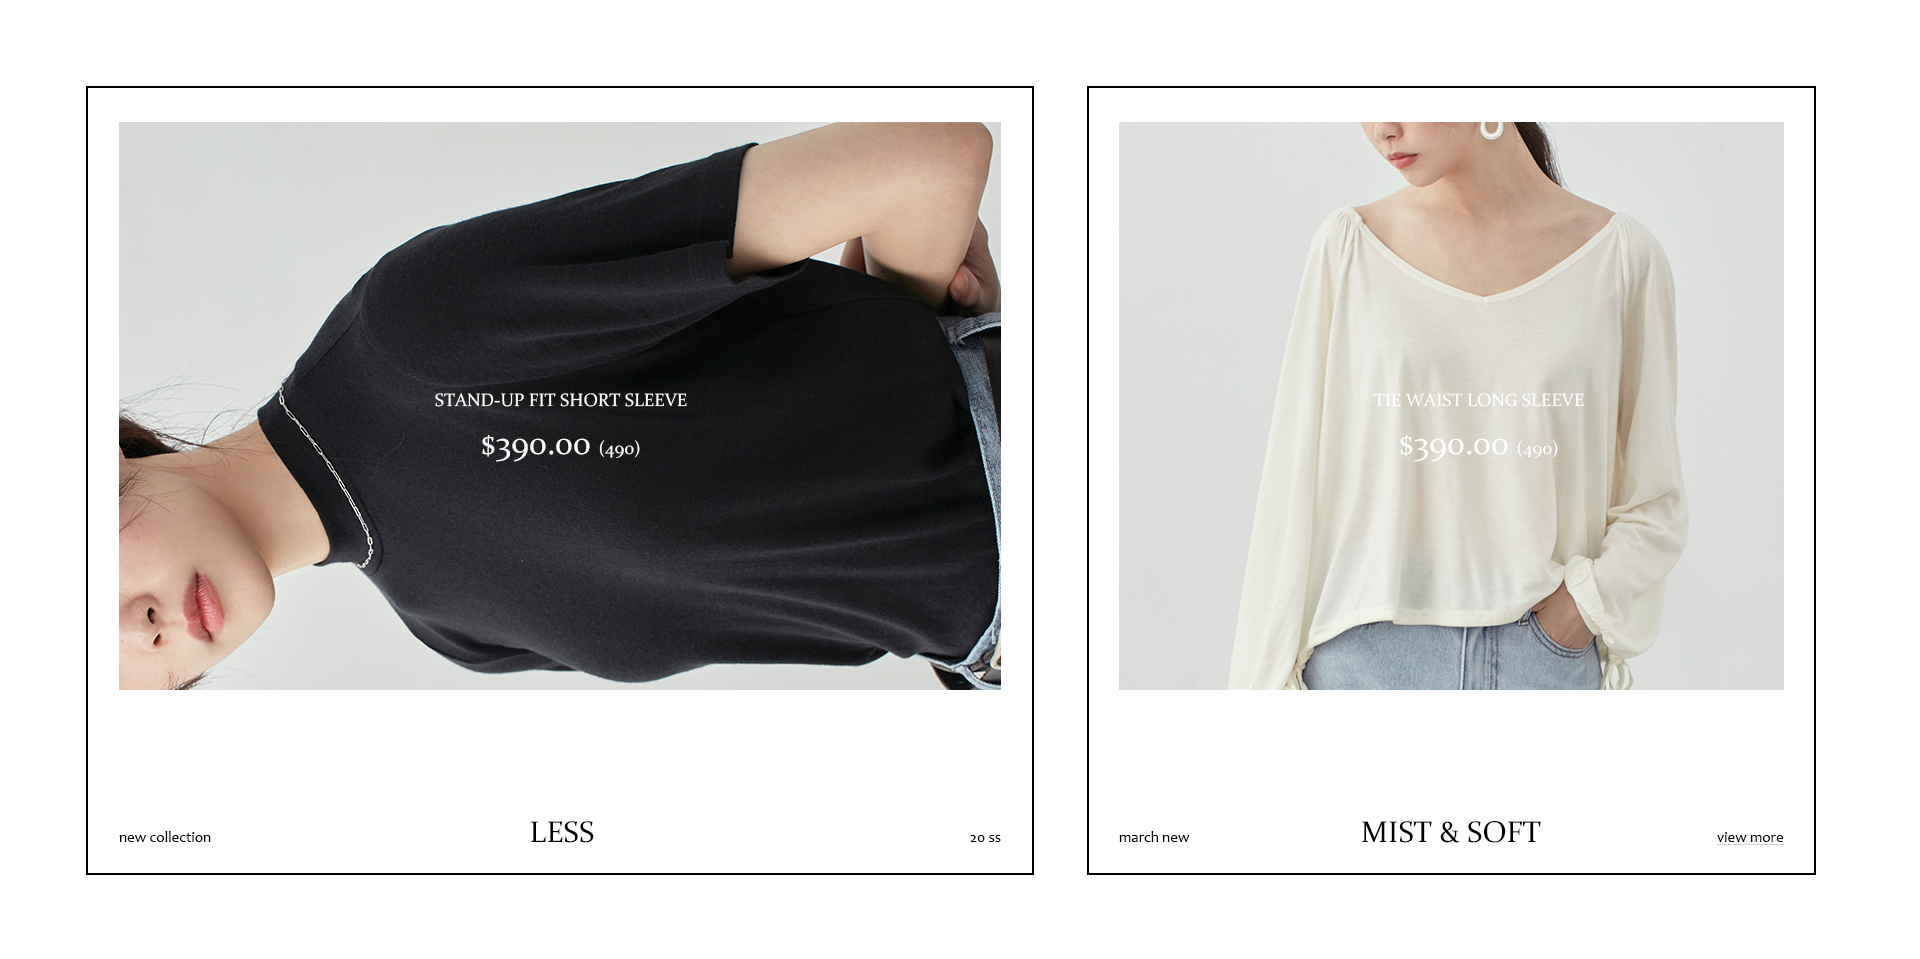 STAND-UP FIT SHORT SLEEVE
$390.00 (490)
new collection
LESS
20 ss
TIE WAIST LONG SLEEVE
$390.00 (490)
march new
MIST & SOFT
view more